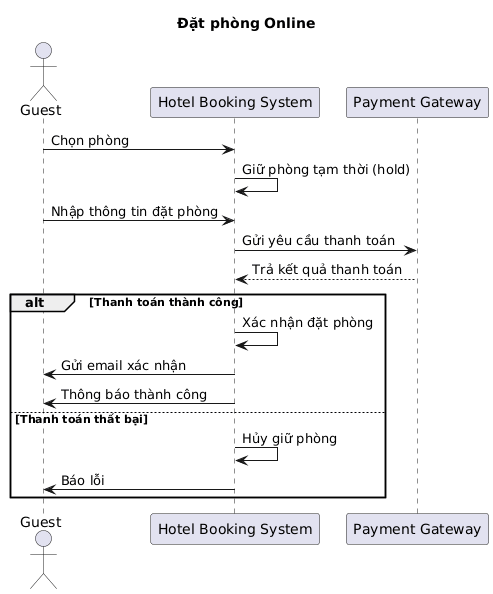 Đặt phòng Online
Guest
Hotel Booking System
Payment Gateway
Chọn phòng
Giữ phòng tạm thời (hold)
Nhập thông tin đặt phòng
Gửi yêu cầu thanh toán
Trả kết quả thanh toán
alt [Thanh toán thành công]
Xác nhận đặt phòng
Gửi email xác nhận
Thông báo thành công
[Thanh toán thất bại]
Hủy giữ phòng
Báo lỗi
Guest
Hotel Booking System
Payment Gateway